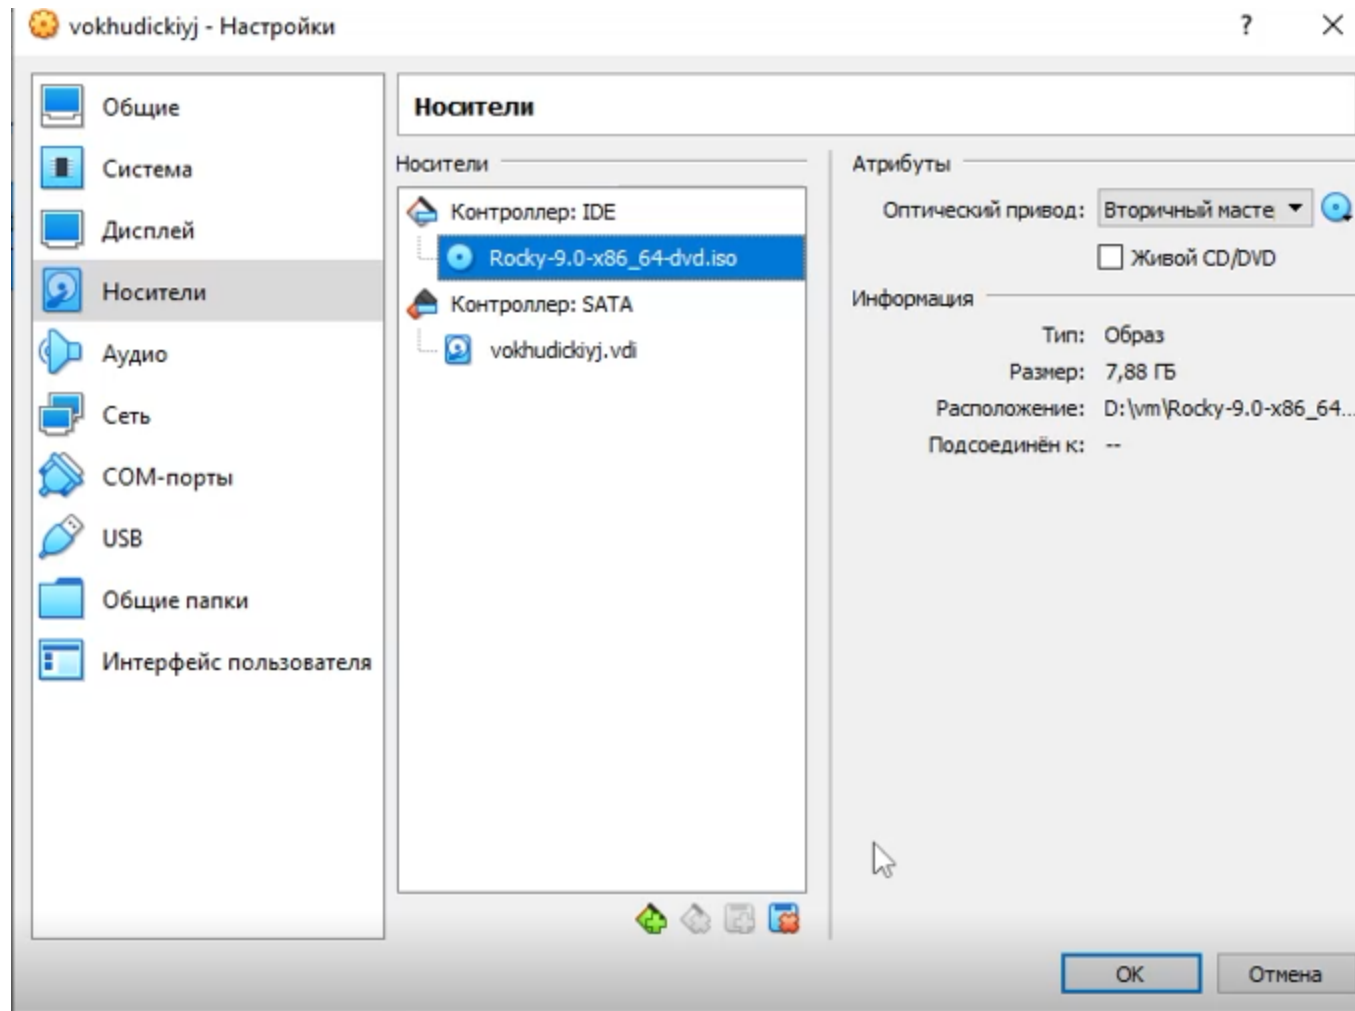 vokhudickiyj - Настройки
?
Общие
Система
Дисплей
Носители
Аудио
Сеть
COM-порты
USB
Общие папки
Интерфейс пользователя
Носители
Носители
Контроллер: IDE
Rocky-9.0-x86_64-dvd.iso
Контроллер: SATA
vokhudickiyj.vdi
Атрибуты
Оптический привод: Вторичный масте
Живой CD/DVD
Информация
Тип: Образ
Размер: 7,88 ГБ
Расположение: D:\vm\Rocky-9.0-x86_64...
Подсоединён к: --
OK
Отмена